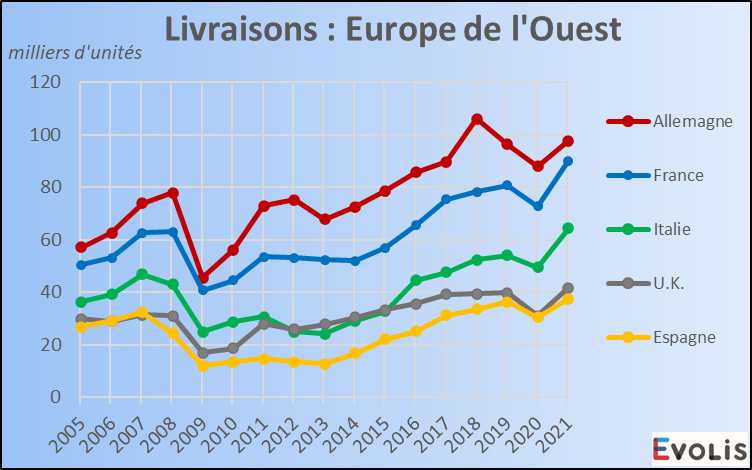 Livraisons : Europe de l'Ouest
milliers d'unités
120
100
80
60
40
20
0
2005 2006 2007 2008 2009 2010 2011 2012 2013 2014 2015 2016 2017 2018 2019 2020 2021
Allemagne
France
Italie
U.K.
Espagne
EVOLIS